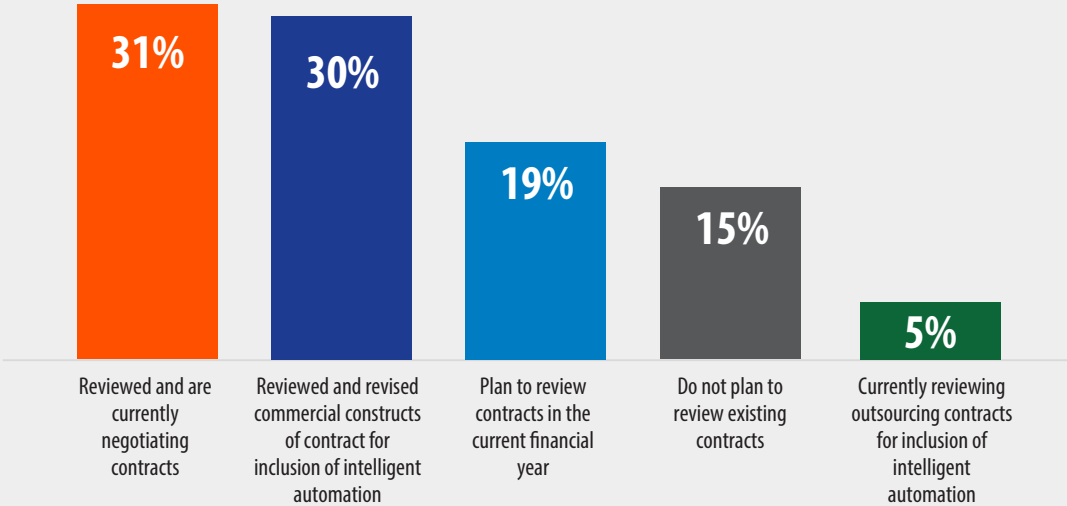 31%
30%
19%
15%
5%
Reviewed and are
currently
negotiating
contracts
Reviewed and revised
commercial constructs
of contract for
inclusion of intelligent
automation
Plan to review
contracts in the
current financial
year
Do not plan to
review existing
contracts
Currently reviewing
outsourcing contracts
for inclusion of
intelligent
automation